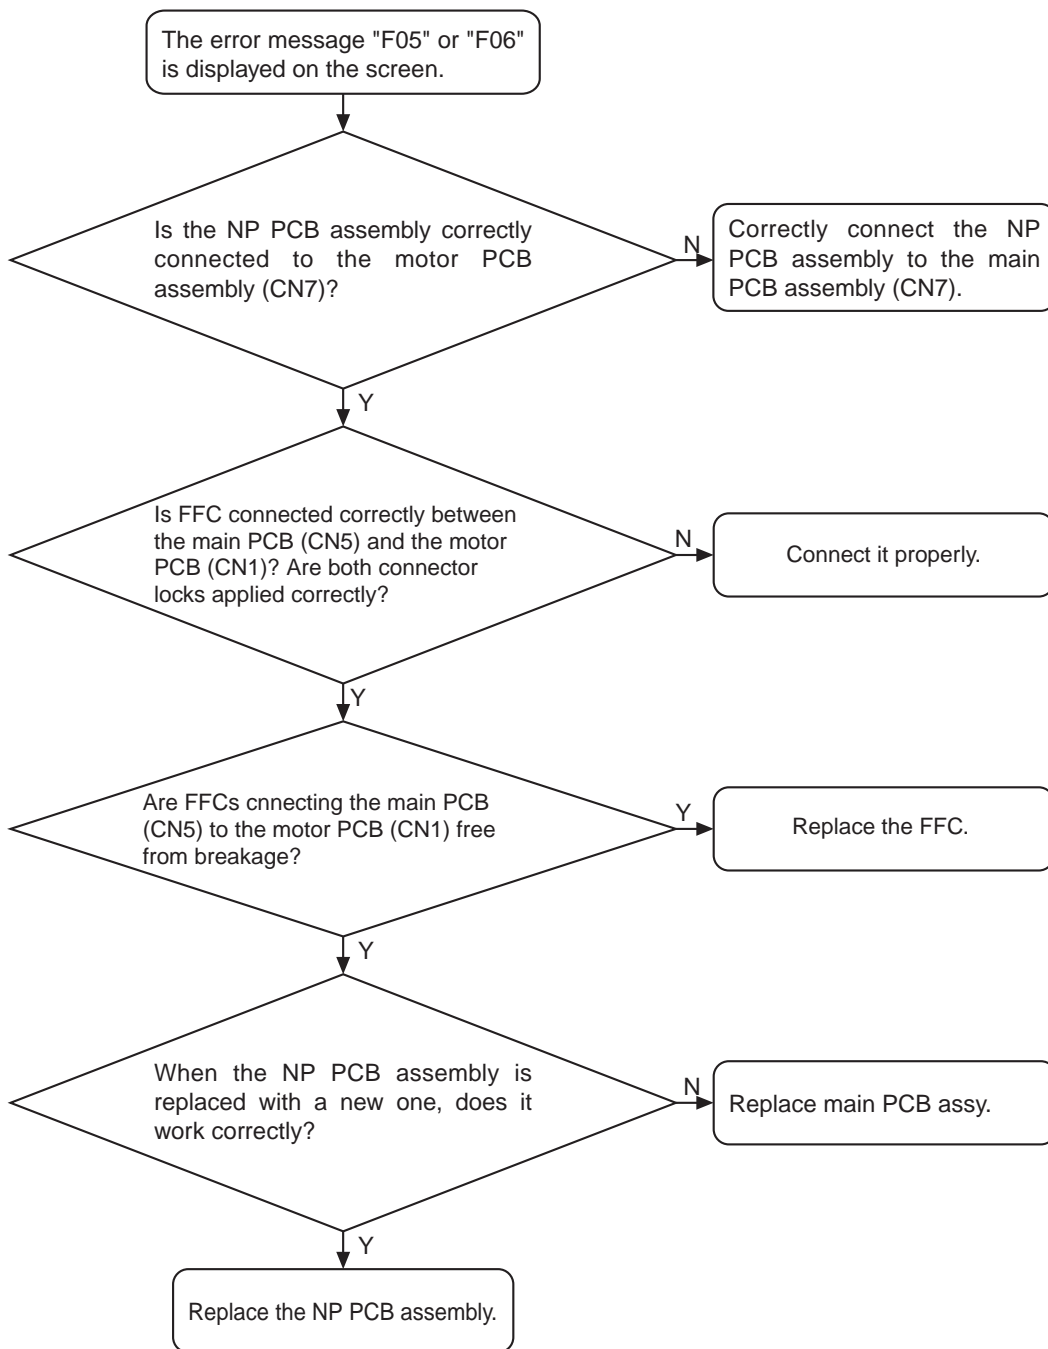 The error message "F05" or "F06"
is displayed on the screen.
Is the NP PCB assembly correctly
connected to the motor PCB
assembly (CN7)?
N
Correctly connect the NP
PCB assembly to the main
PCB assembly (CN7).
Y
Is FFC connected correctly between
the main PCB (CN5) and the motor
PCB (CN1)? Are both connector
locks applied correctly?
N
Connect it properly.
Y
Are FFCs cnnecting the main PCB
(CN5) to the motor PCB (CN1) free
from breakage?
Y
Replace the FFC.
Y
When the NP PCB assembly is
replaced with a new one, does it
work correctly?
N
Replace main PCB assy.
Y
Replace the NP PCB assembly.